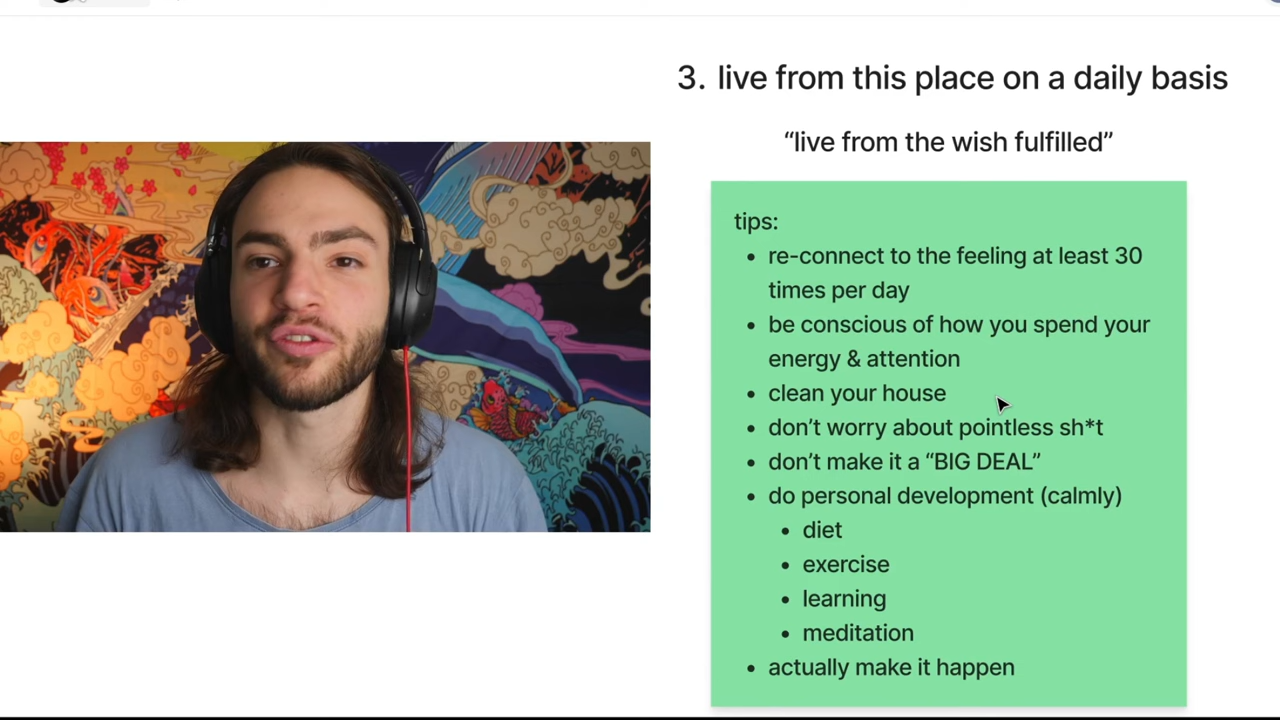 3. live from this place on a daily basis
“live from the wish fulfilled”
tips:
• re-connect to the feeling at least 30
times per day
• be conscious of how you spend your
energy & attention
• clean your house
• don’t worry about pointless sh*t
• don’t make it a “BIG DEAL”
• do personal development (calmly)
• diet
• exercise
• learning
• meditation
• actually make it happen